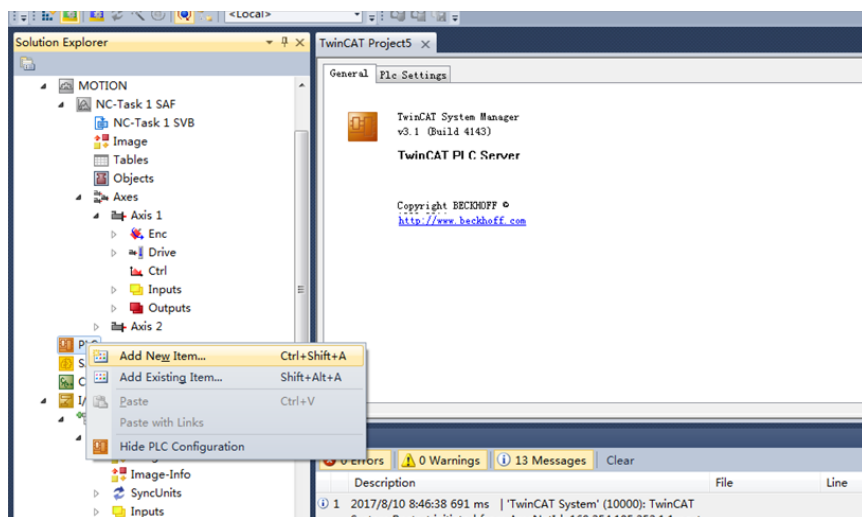 <Local>
Solution Explorer
TwinCAT Project5
MOTION
NC-Task 1 SAF
NC-Task 1 SVB
Image
Tables
Objects
Axes
Axis 1
Enc
Drive
Ctrl
Inputs
Outputs
Axis 2
General
Plc Settings
TwinCAT System Manager
v3.1 (Build 4143)
TwinCAT PLC Server
Copyright BECKHOFF ©
http://www.beckhoff.com
Add New Item... Ctrl+Shift+A
Add Existing Item... Shift+Alt+A
Paste Ctrl+V
Paste with Links
Hide PLC Configuration
Image-Info
SyncUnits
Inputs
0 Errors
0 Warnings
13 Messages
Clear
Description File Line
1 2017/8/10 8:46:38 691 ms | 'TwinCAT System' (10000): TwinCAT